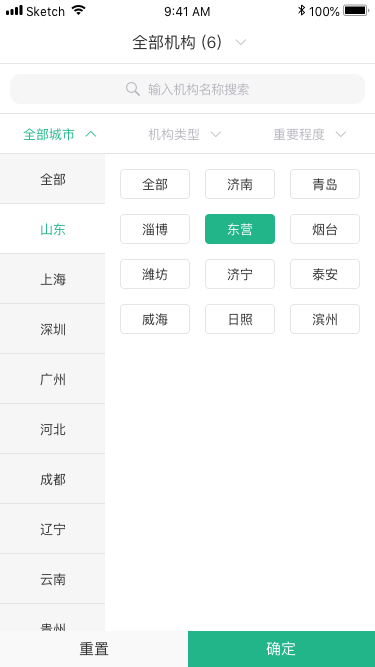 Sketch 9:41 AM 100%
全部机构 (6)
输入机构名称搜索
全部城市 机构类型 重要程度
全部
山东
上海
深圳
广州
河北
成都
辽宁
云南
贵州
全部 济南 青岛
淄博 东营 烟台
潍坊 济宁 泰安
威海 日照 滨州
重置 确定